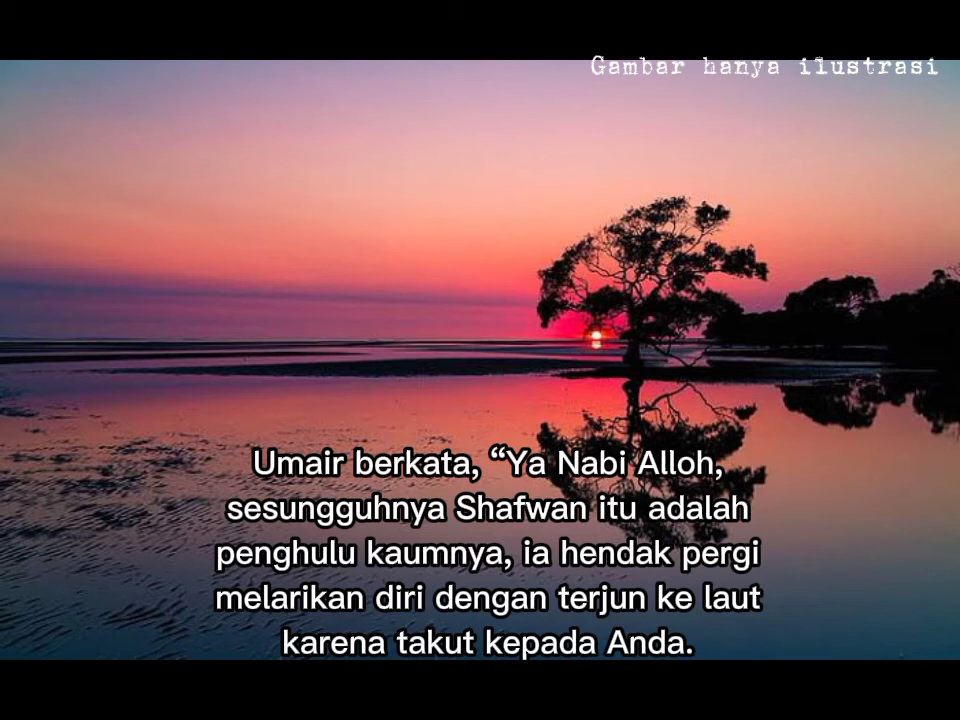 Gambar hanya ilustrasi
Umair berkata, “Ya Nabi Alloh,
sesungguhnya Shafwan itu adalah
penghulu kaumnya, ia hendak pergi
melarikan diri dengan terjun ke laut
karena takut kepada Anda.